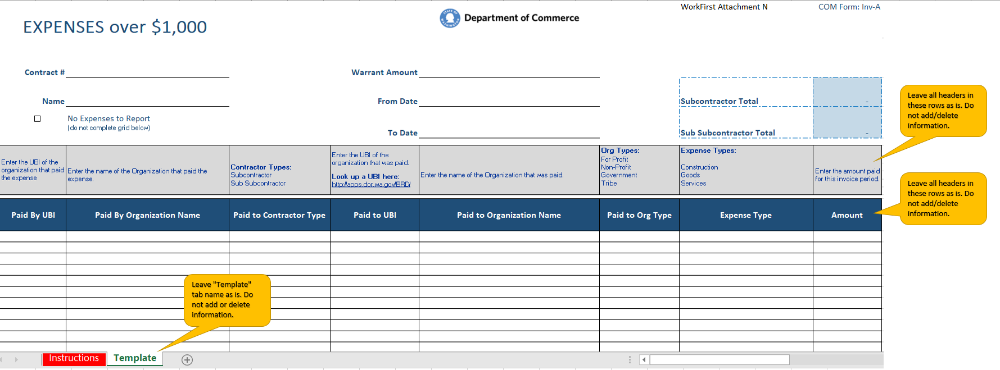 WorkFirst Attachment N
COM Form: Inv-A
STATE OF WASHINGTON
Department of Commerce
EXPENSES over $1,000
Contract #
Warrant Amount
Name
From Date
Subcontractor Total
-
No Expenses to Report
(do not complete grid below)
To Date
Sub Subcontractor Total
-
Leave all headers in
these rows as is. Do
not add/delete
information.
Enter the UBI of the
organization that paid
the expense
Enter the name of the Organization that paid the
expense.
Contractor Types:
Subcontractor
Sub Subcontractor
Enter the UBI of the
organization that was paid.
Look up a UBI here:
http://apps.dor.wa.gov/BRD/
Enter the name of the Organization that was paid.
Org Types:
For Profit
Non-Profit
Government
Tribe
Expense Types:
Construction
Goods
Services
Enter the amount paid
for this invoice period.
Leave all headers in
these rows as is. Do
not add/delete
information.
Paid By UBI
Paid By Organization Name
Paid to Contractor Type
Paid to UBI
Paid to Organization Name
Paid to Org Type
Expense Type
Amount
Leave "Template"
tab name as is. Do
not add or delete
information.
Instructions
Template